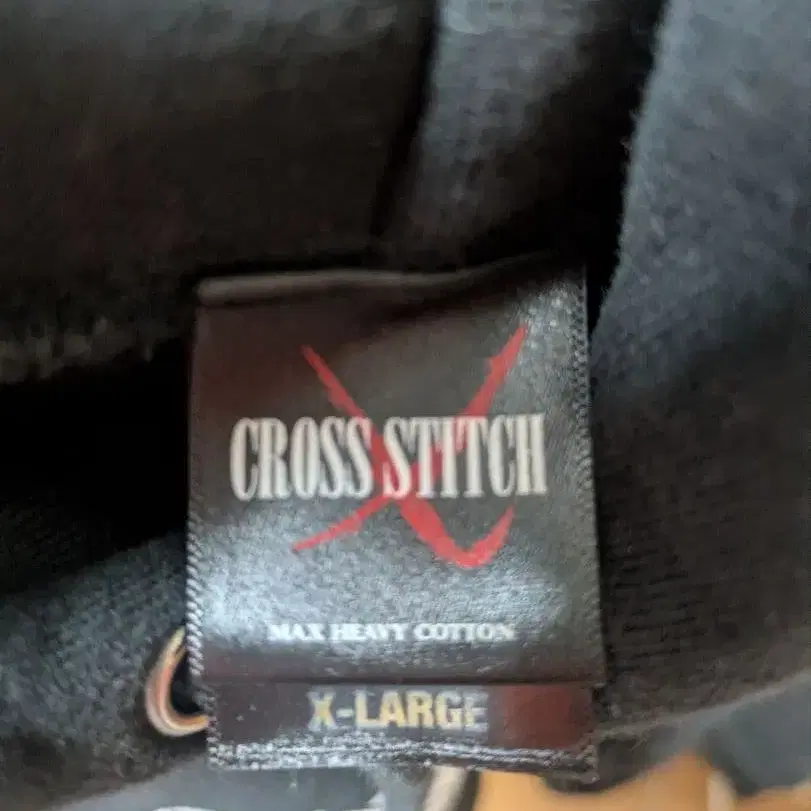 CROSS STITCH
MAX HEAVY COTTON
X-LARGE